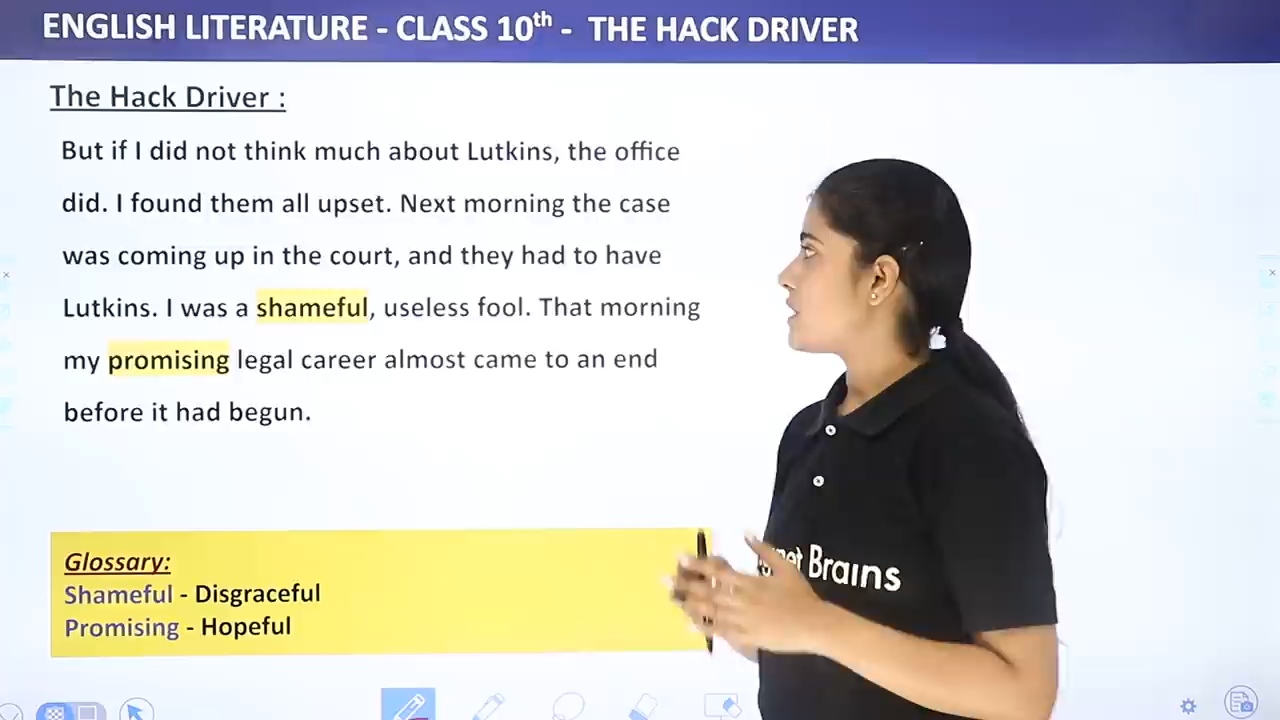 ENGLISH LITERATURE - CLASS 10th - THE HACK DRIVER
The Hack Driver :
But if I did not think much about Lutkins, the office
did. I found them all upset. Next morning the case
was coming up in the court, and they had to have
Lutkins. I was a shameful, useless fool. That morning
my promising legal career almost came to an end
before it had begun.
Glossary:
Shameful - Disgraceful
Promising - Hopeful
Brains